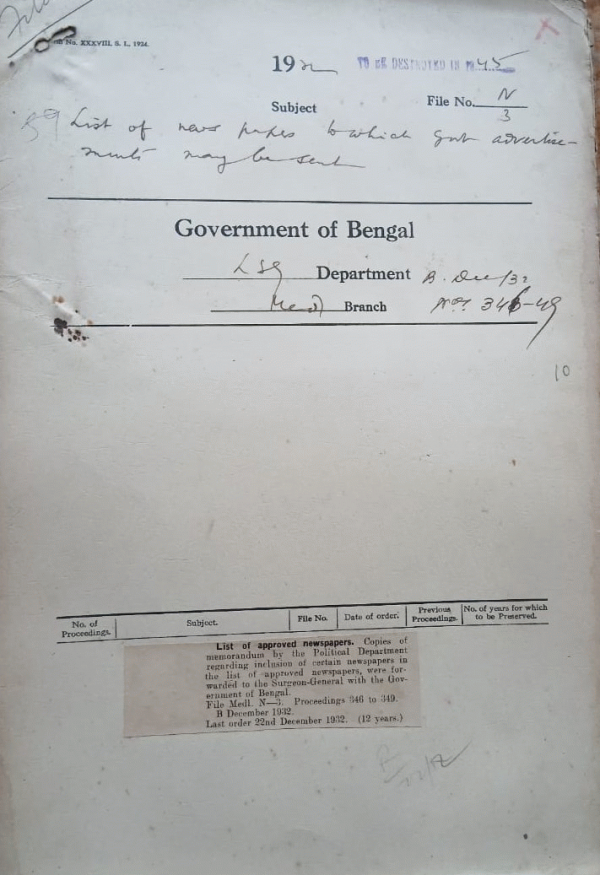 No. XXXVIII, S. L., 1924.
1932
TO BE DESTROYED IN 1945
Subject
File No. N/3
59
List of news papers to which govt advertise-
ments may be sent
Government of Bengal
LSG Department
B. Dec/32
Medl Branch
Nos. 346-49
10
No. of Proceedings.
Subject.
File No.
Date of order.
Previous Proceedings.
No. of years for which to be Preserved.
List of approved newspapers. Copies of
memorandum by the Political Department
regarding inclusion of certain newspapers in
the list of approved newspapers, were for-
warded to the Surgeon-General with the Gov-
ernment of Bengal.
File Medl. N—3. Proceedings 346 to 349.
B December 1932.
Last order 22nd December 1932. (12 years.)